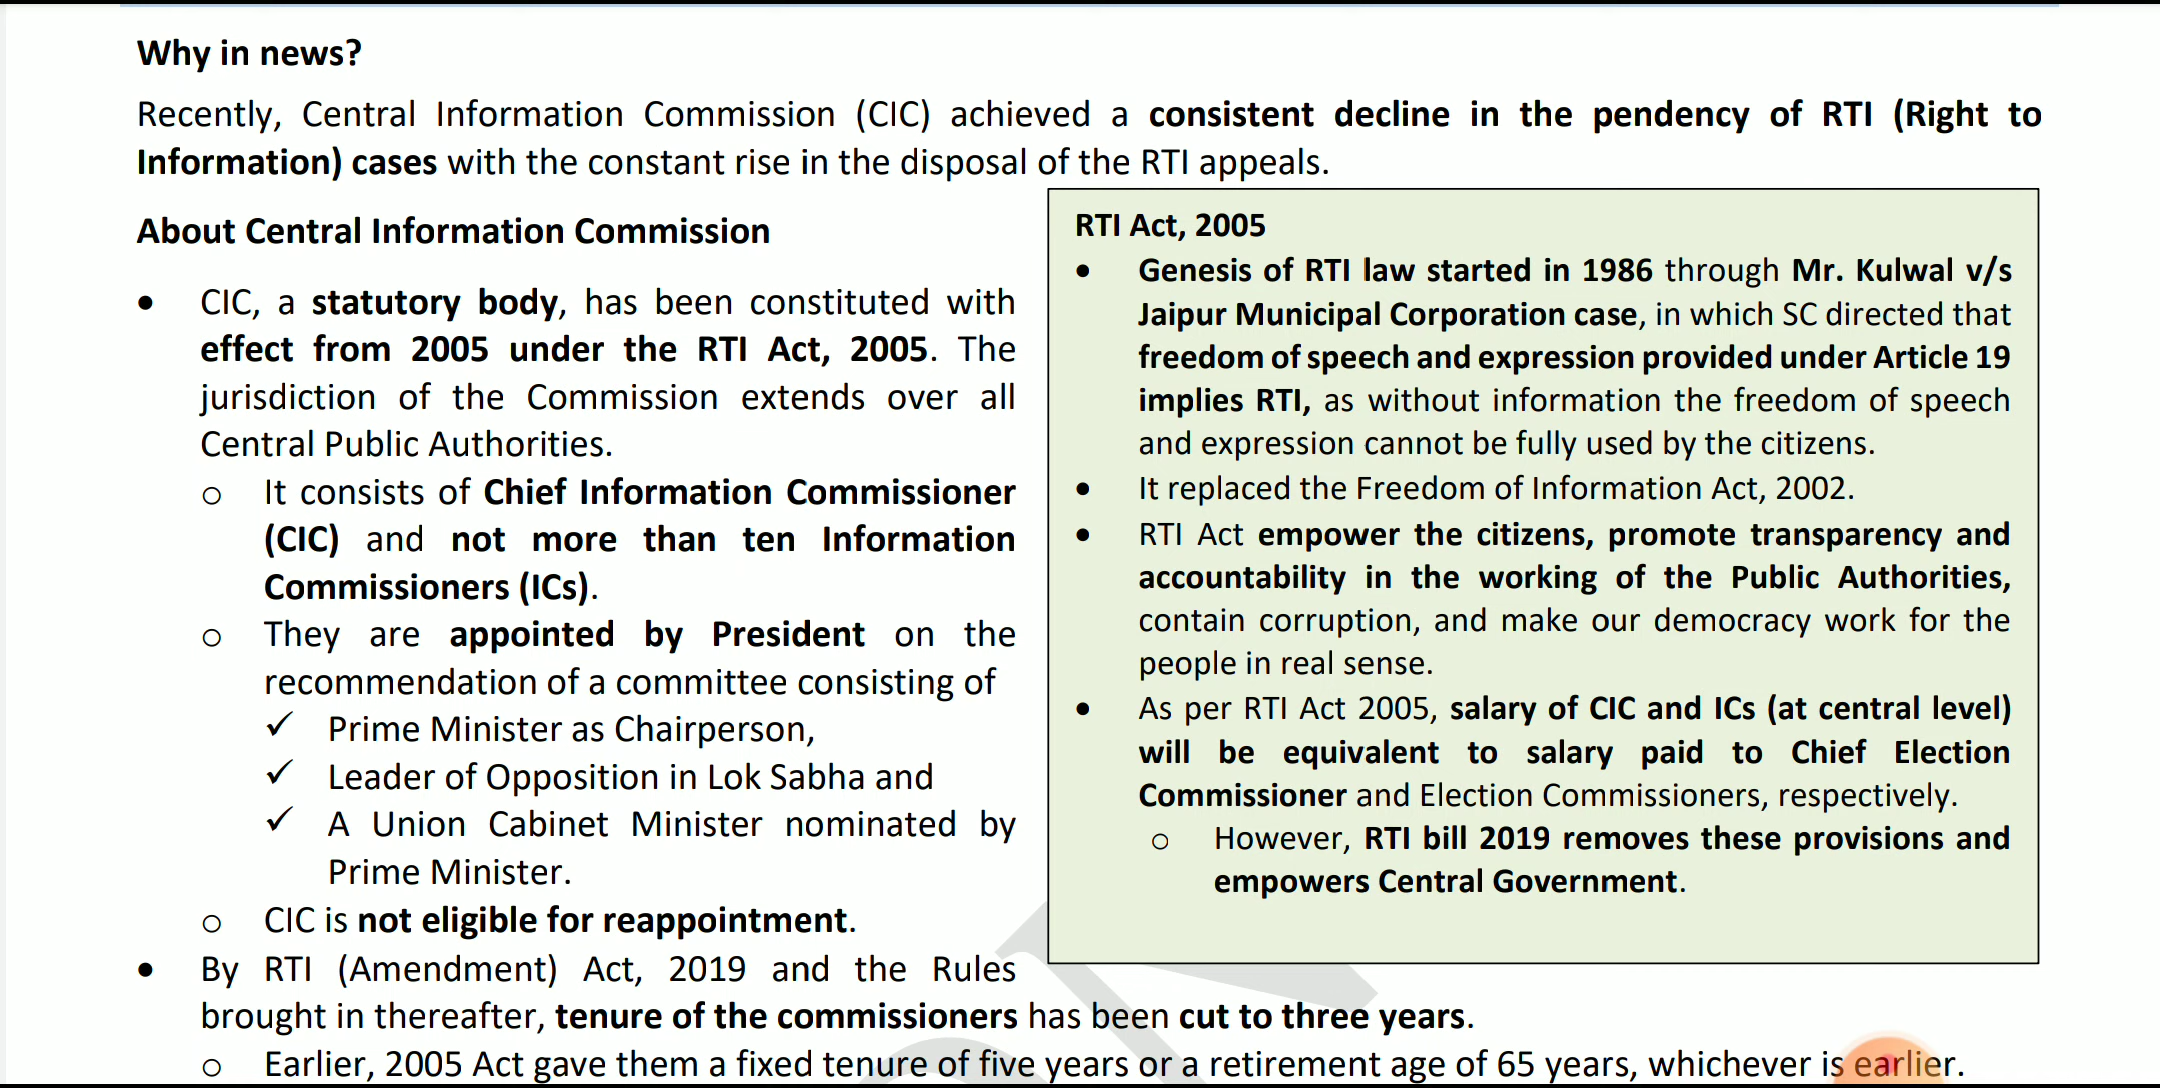 Why in news?
Recently, Central Information Commission (CIC) achieved a consistent decline in the pendency of RTI (Right to
Information) cases with the constant rise in the disposal of the RTI appeals.
About Central Information Commission
• CIC, a statutory body, has been constituted with
effect from 2005 under the RTI Act, 2005. The
jurisdiction of the Commission extends over all
Central Public Authorities.
o It consists of Chief Information Commissioner
(CIC) and not more than ten Information
Commissioners (ICs).
o They are appointed by President on the
recommendation of a committee consisting of
✓ Prime Minister as Chairperson,
✓ Leader of Opposition in Lok Sabha and
✓ A Union Cabinet Minister nominated by
Prime Minister.
o CIC is not eligible for reappointment.
• By RTI (Amendment) Act, 2019 and the Rules
brought in thereafter, tenure of the commissioners has been cut to three years.
o Earlier, 2005 Act gave them a fixed tenure of five years or a retirement age of 65 years, whichever is earlier.
RTI Act, 2005
• Genesis of RTI law started in 1986 through Mr. Kulwal v/s
Jaipur Municipal Corporation case, in which SC directed that
freedom of speech and expression provided under Article 19
implies RTI, as without information the freedom of speech
and expression cannot be fully used by the citizens.
• It replaced the Freedom of Information Act, 2002.
• RTI Act empower the citizens, promote transparency and
accountability in the working of the Public Authorities,
contain corruption, and make our democracy work for the
people in real sense.
• As per RTI Act 2005, salary of CIC and ICs (at central level)
will be equivalent to salary paid to Chief Election
Commissioner and Election Commissioners, respectively.
o However, RTI bill 2019 removes these provisions and
empowers Central Government.